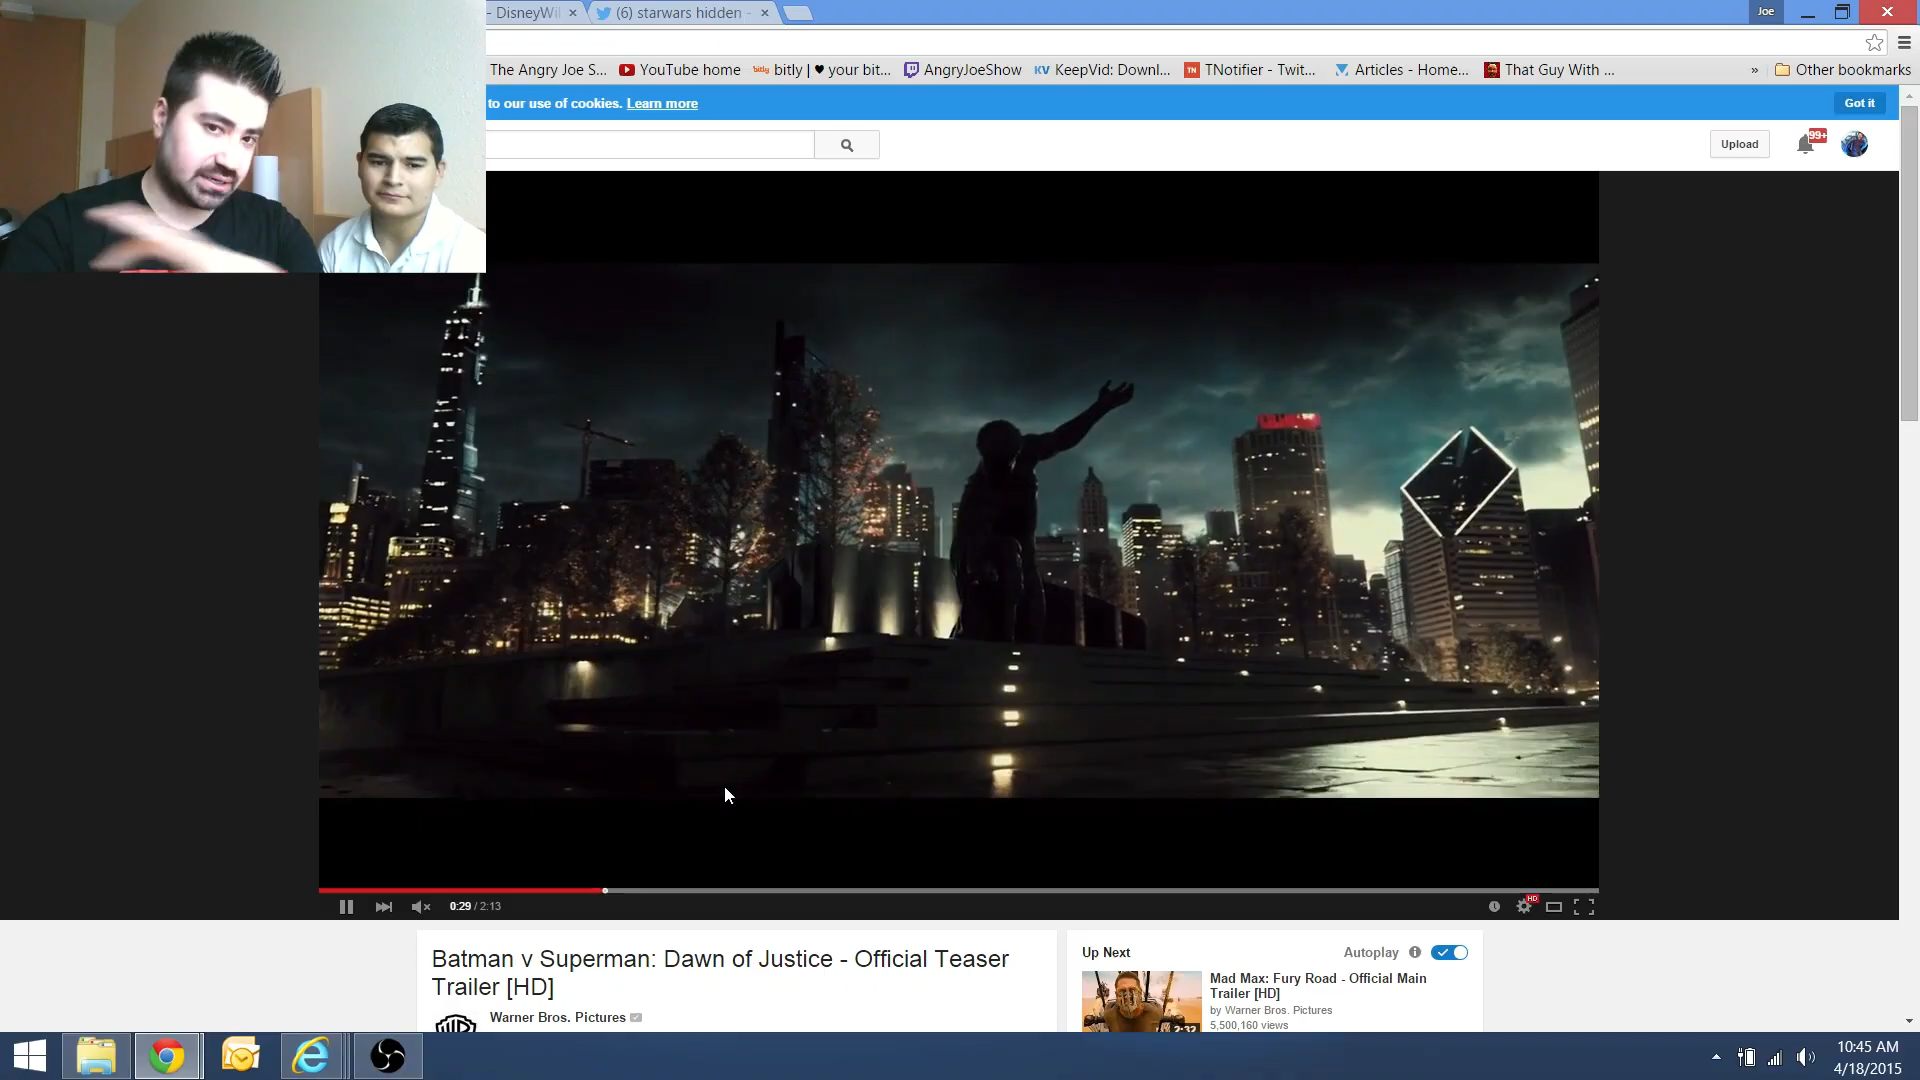 - DisneyWil
(6) starwars hidden -
Joe
The Angry Joe S...
YouTube home
bitly | ♥ your bit...
AngryJoeShow
KV KeepVid: Downl...
TN TNotifier - Twit...
Articles - Home...
That Guy With ...
»
Other bookmarks
to our use of cookies. Learn more
Got it
Upload
99+
0:29 / 2:13
HD
Batman v Superman: Dawn of Justice - Official Teaser
Trailer [HD]
Warner Bros. Pictures
Up Next
Autoplay
Mad Max: Fury Road - Official Main
Trailer [HD]
by Warner Bros. Pictures
5,500,160 views
2:32
10:45 AM
4/18/2015